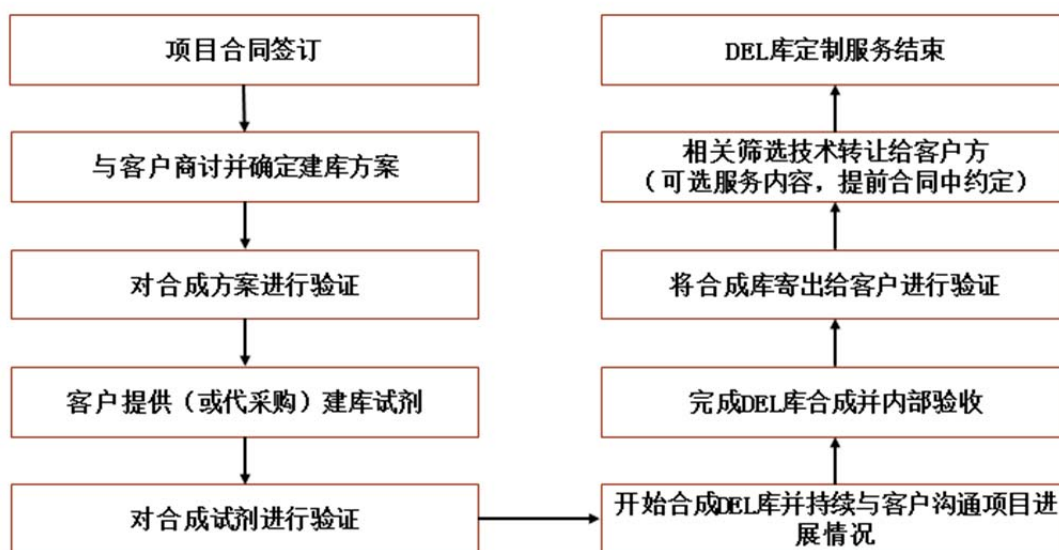 项目合同签订
与客户商讨并确定建库方案
对合成方案进行验证
客户提供（或代采购）建库试剂
对合成试剂进行验证
开始合成DEL库并持续与客户沟通项目进
展情况
完成DEL库合成并内部验收
将合成库寄出给客户进行验证
相关筛选技术转让给客户方
（可选服务内容，提前合同中约定）
DEL库定制服务结束